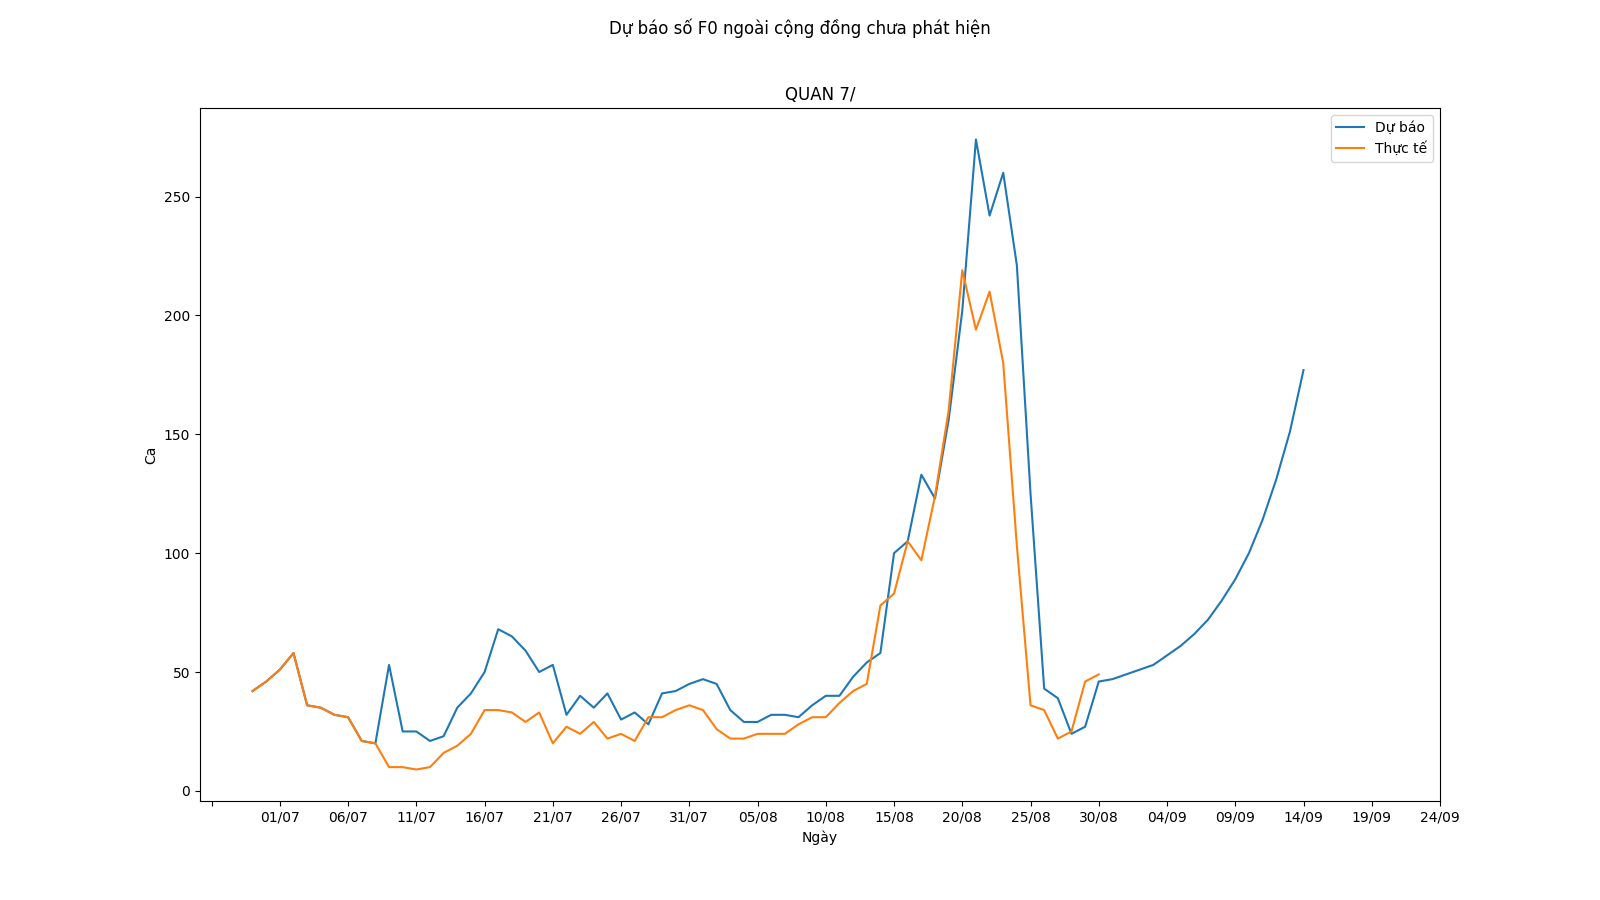 Dự báo số F0 ngoài cộng đồng chưa phát hiện
QUAN 7/
Dự báo
Thực tế
250
200
150
100
50
0
Ca
01/07 06/07 11/07 16/07 21/07 26/07 31/07 05/08 10/08 15/08 20/08 25/08 30/08 04/09 09/09 14/09 19/09 24/09
Ngày